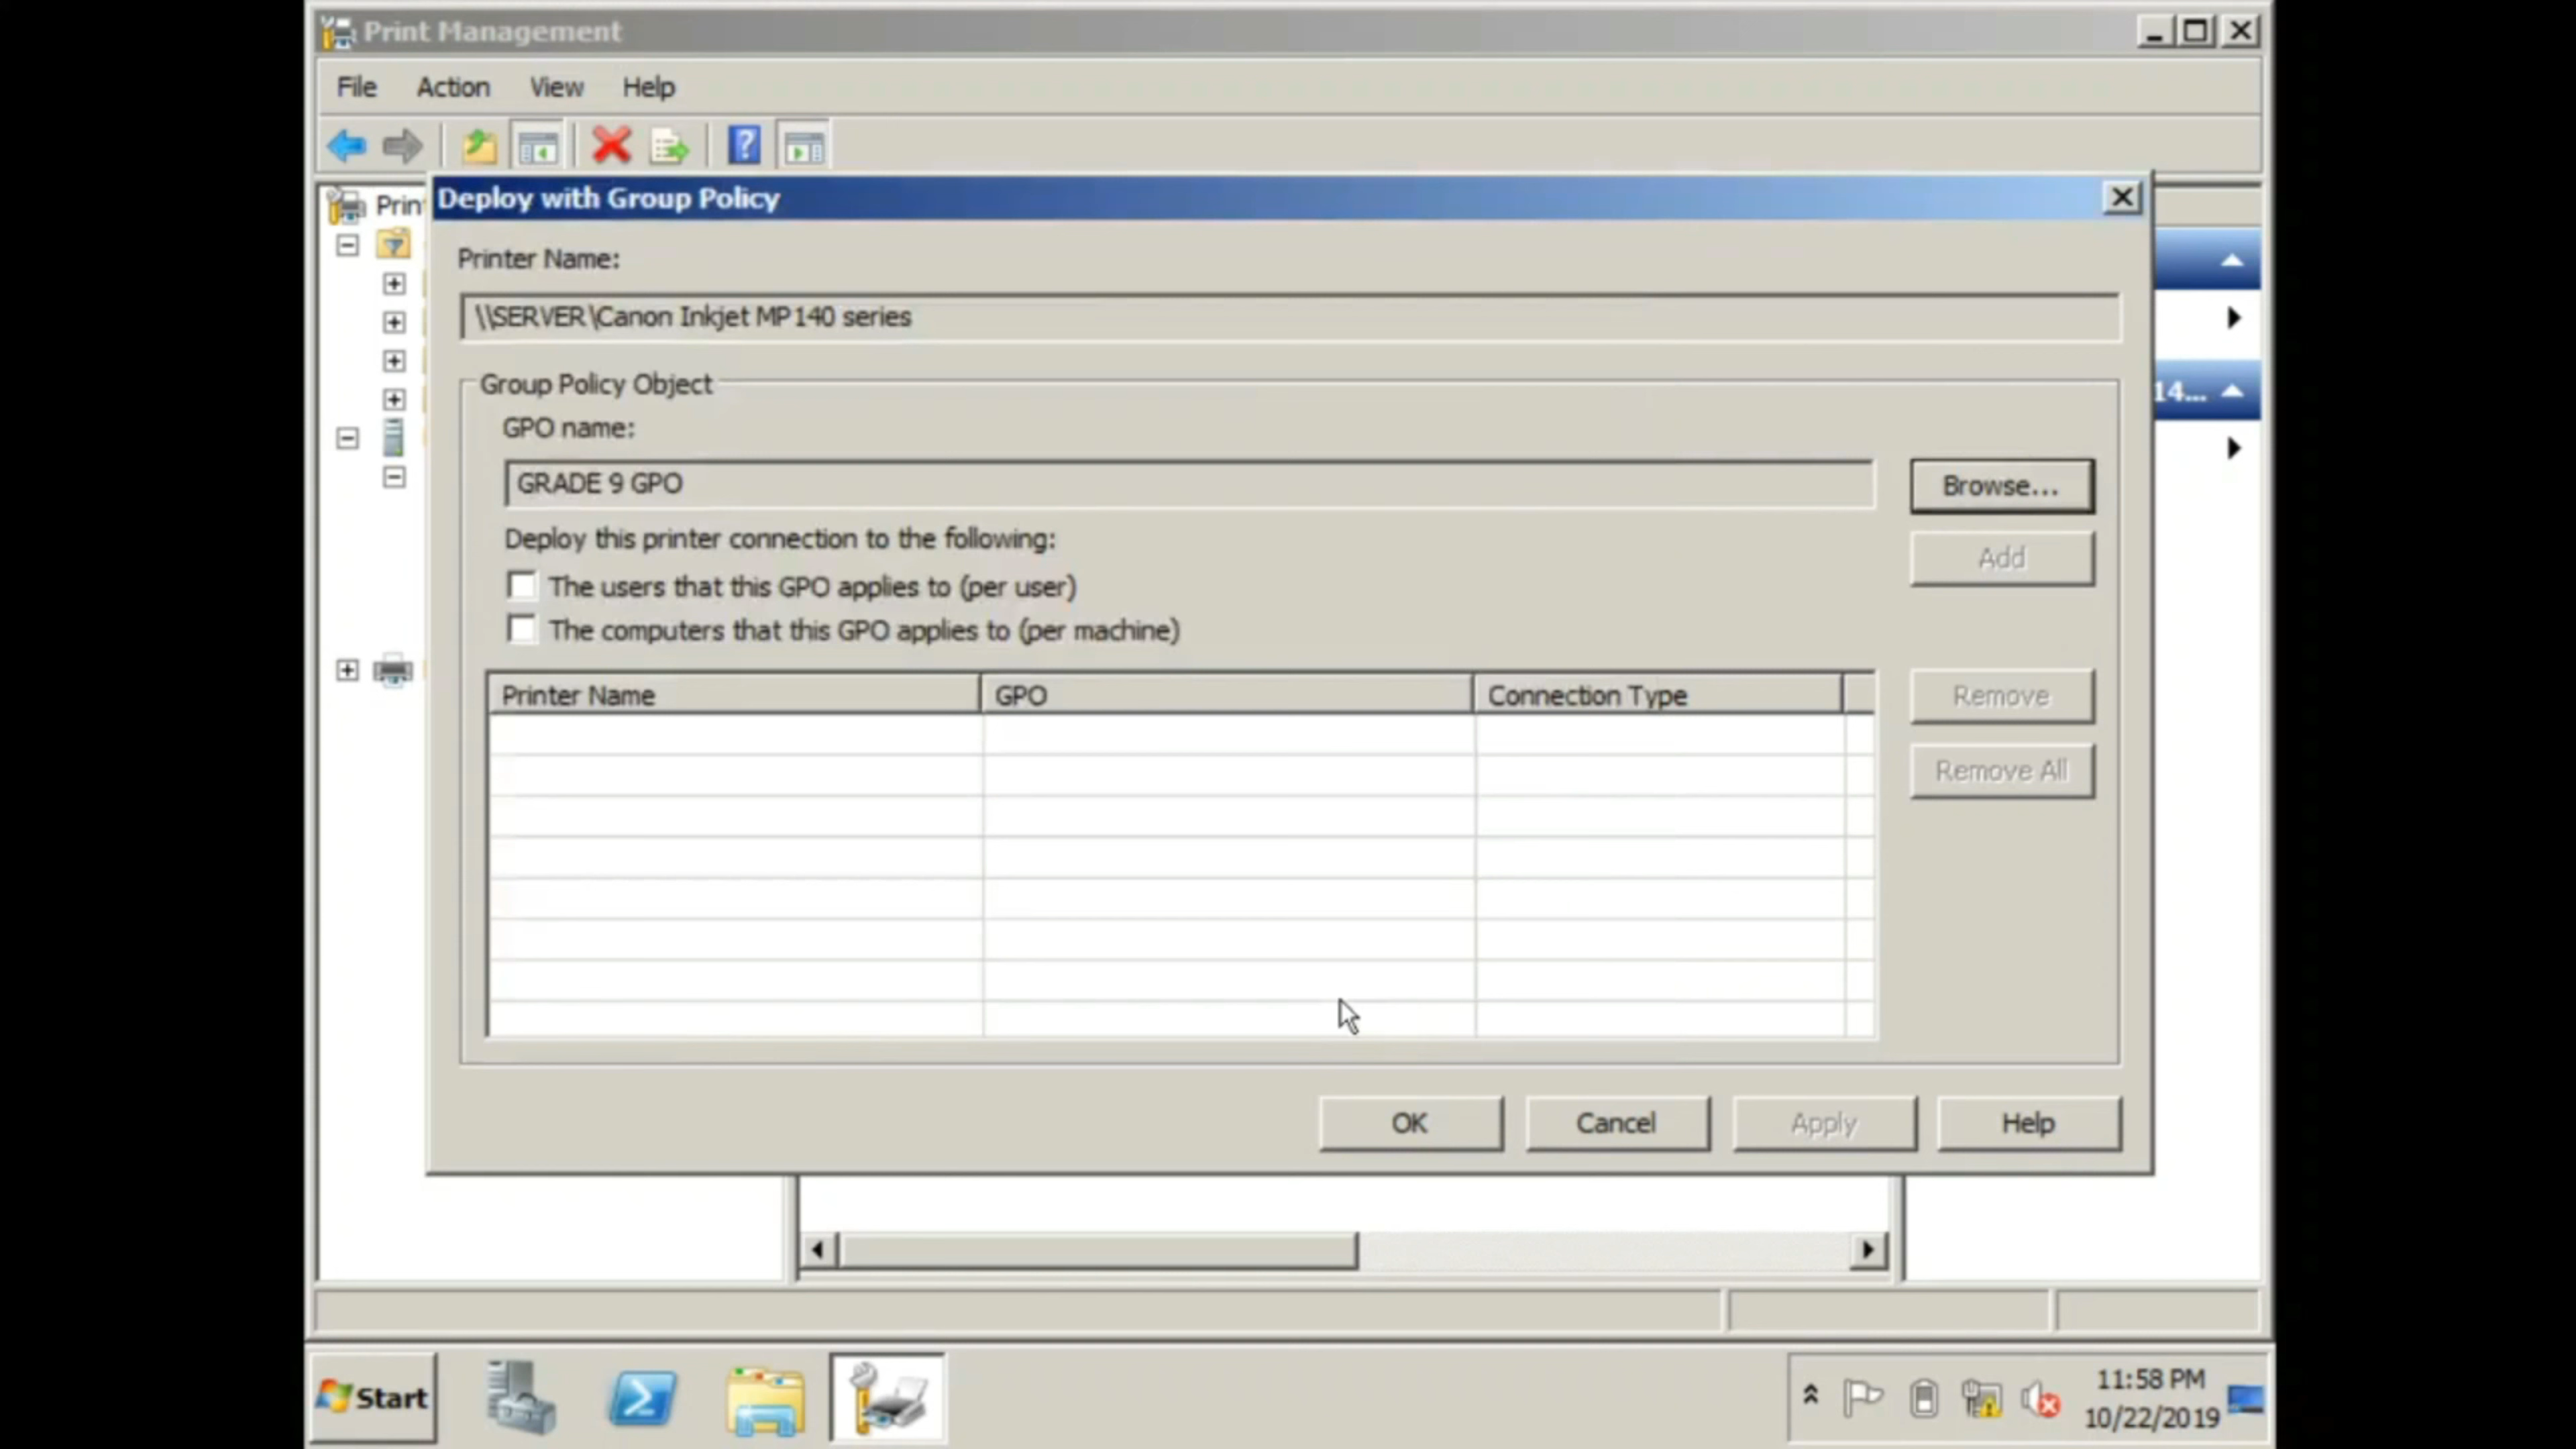 Print Management
File Action View Help
Deploy with Group Policy
Printer Name:
\\SERVER\Canon Inkjet MP140 series
14...
Group Policy Object
GPO name:
GRADE 9 GPO
Browse...
Deploy this printer connection to the following:
Add
The users that this GPO applies to (per user)
The computers that this GPO applies to (per machine)
Printer Name GPO Connection Type
Remove
Remove All
OK Cancel Apply Help
Start
11:58 PM
10/22/2019